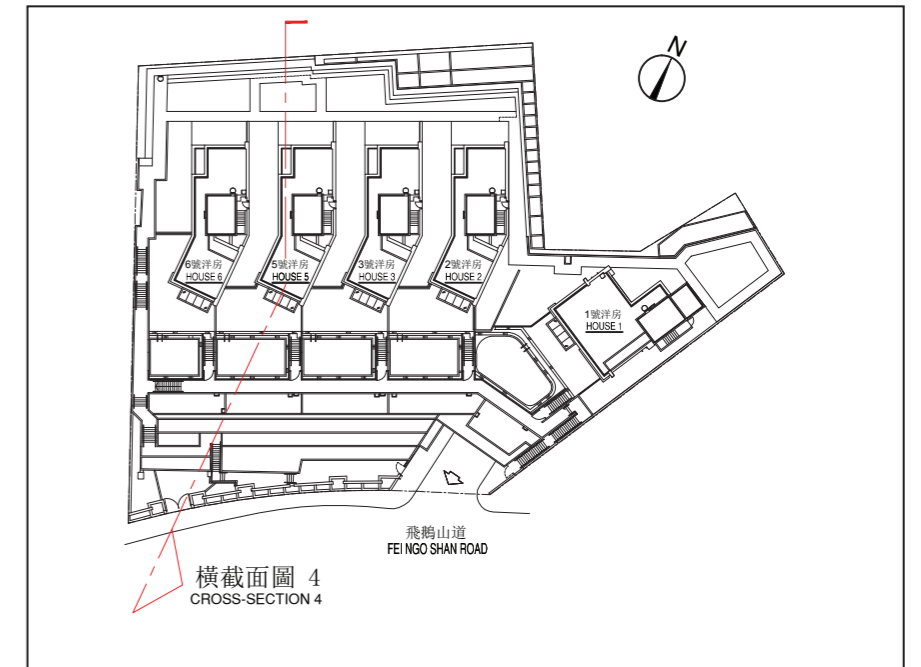 N
6號洋房
HOUSE 6
5號洋房
HOUSE 5
3號洋房
HOUSE 3
2號洋房
HOUSE 2
1號洋房
HOUSE 1
飛鵝山道
FEI NGO SHAN ROAD
橫截面圖 4
CROSS-SECTION 4